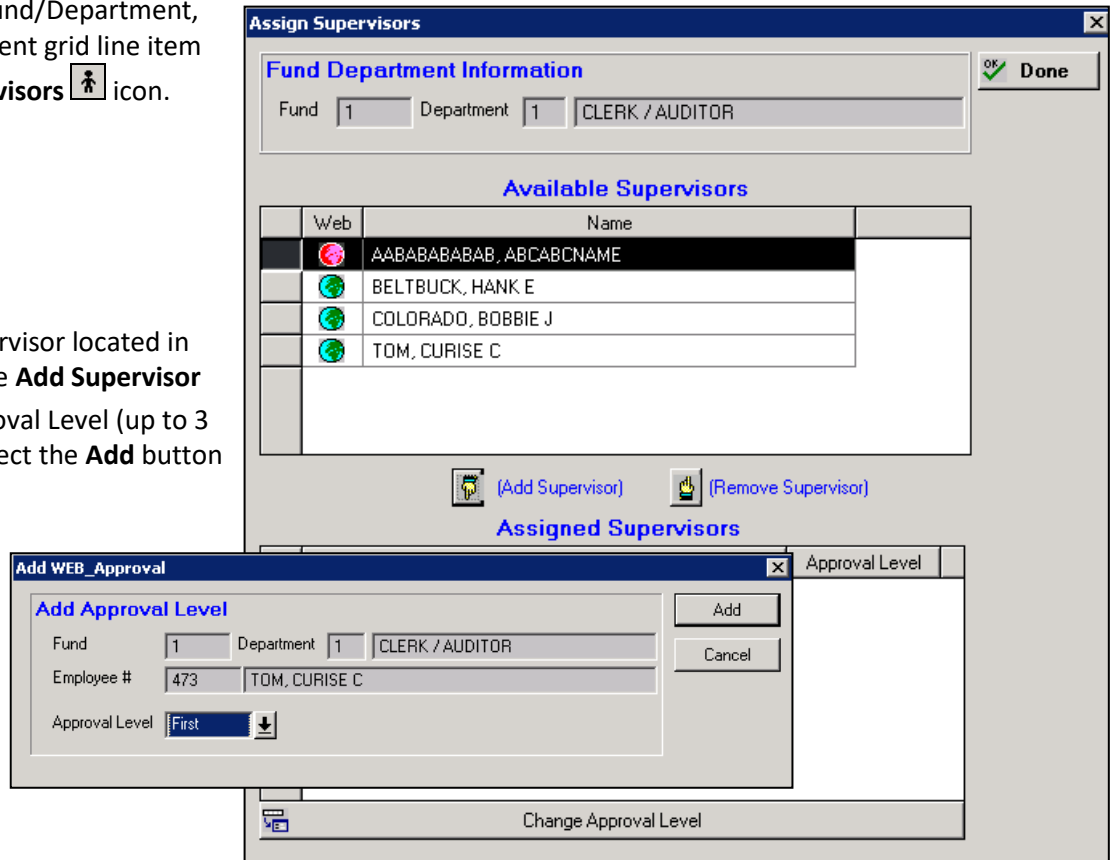 und/Department,
ent grid line item
visors icon.
rvisor located in
e Add Supervisor
oval Level (up to 3
ect the Add button
Assign Supervisors
Fund Department Information
OK Done
Fund 1 Department 1 CLERK / AUDITOR
Available Supervisors
Web Name
AABABABABAB, ABCABCNAME
BELTBUCK, HANK E
COLORADO, BOBBIE J
TOM, CURISE C
(Add Supervisor) (Remove Supervisor)
Assigned Supervisors
Approval Level
Add WEB_Approval
Add Approval Level
Add
Fund 1 Department 1 CLERK / AUDITOR
Cancel
Employee # 473 TOM, CURISE C
Approval Level First
Change Approval Level